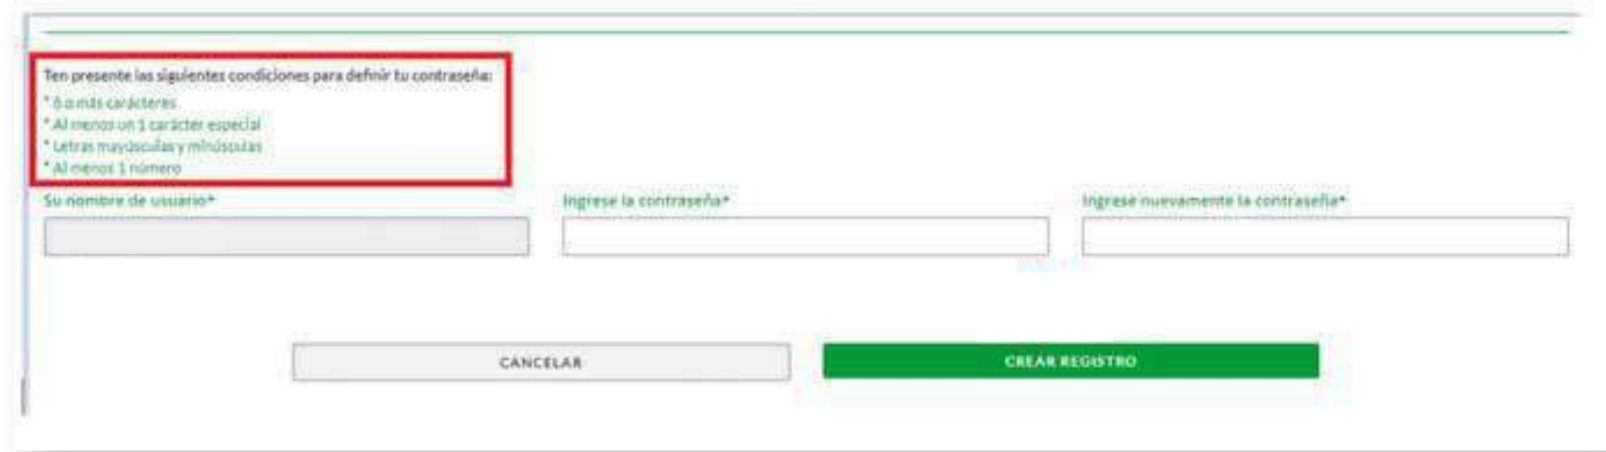 Ten presente las siguientes condiciones para definir tu contraseña:
* 8 o más carácteres
* Al menos un 1 carácter especial
* Letras mayúsculas y minúsculas
* Al menos 1 número
Su nombre de usuario*
Ingrese la contraseña*
Ingrese nuevamente la contraseña*
CANCELAR
CREAR REGISTRO